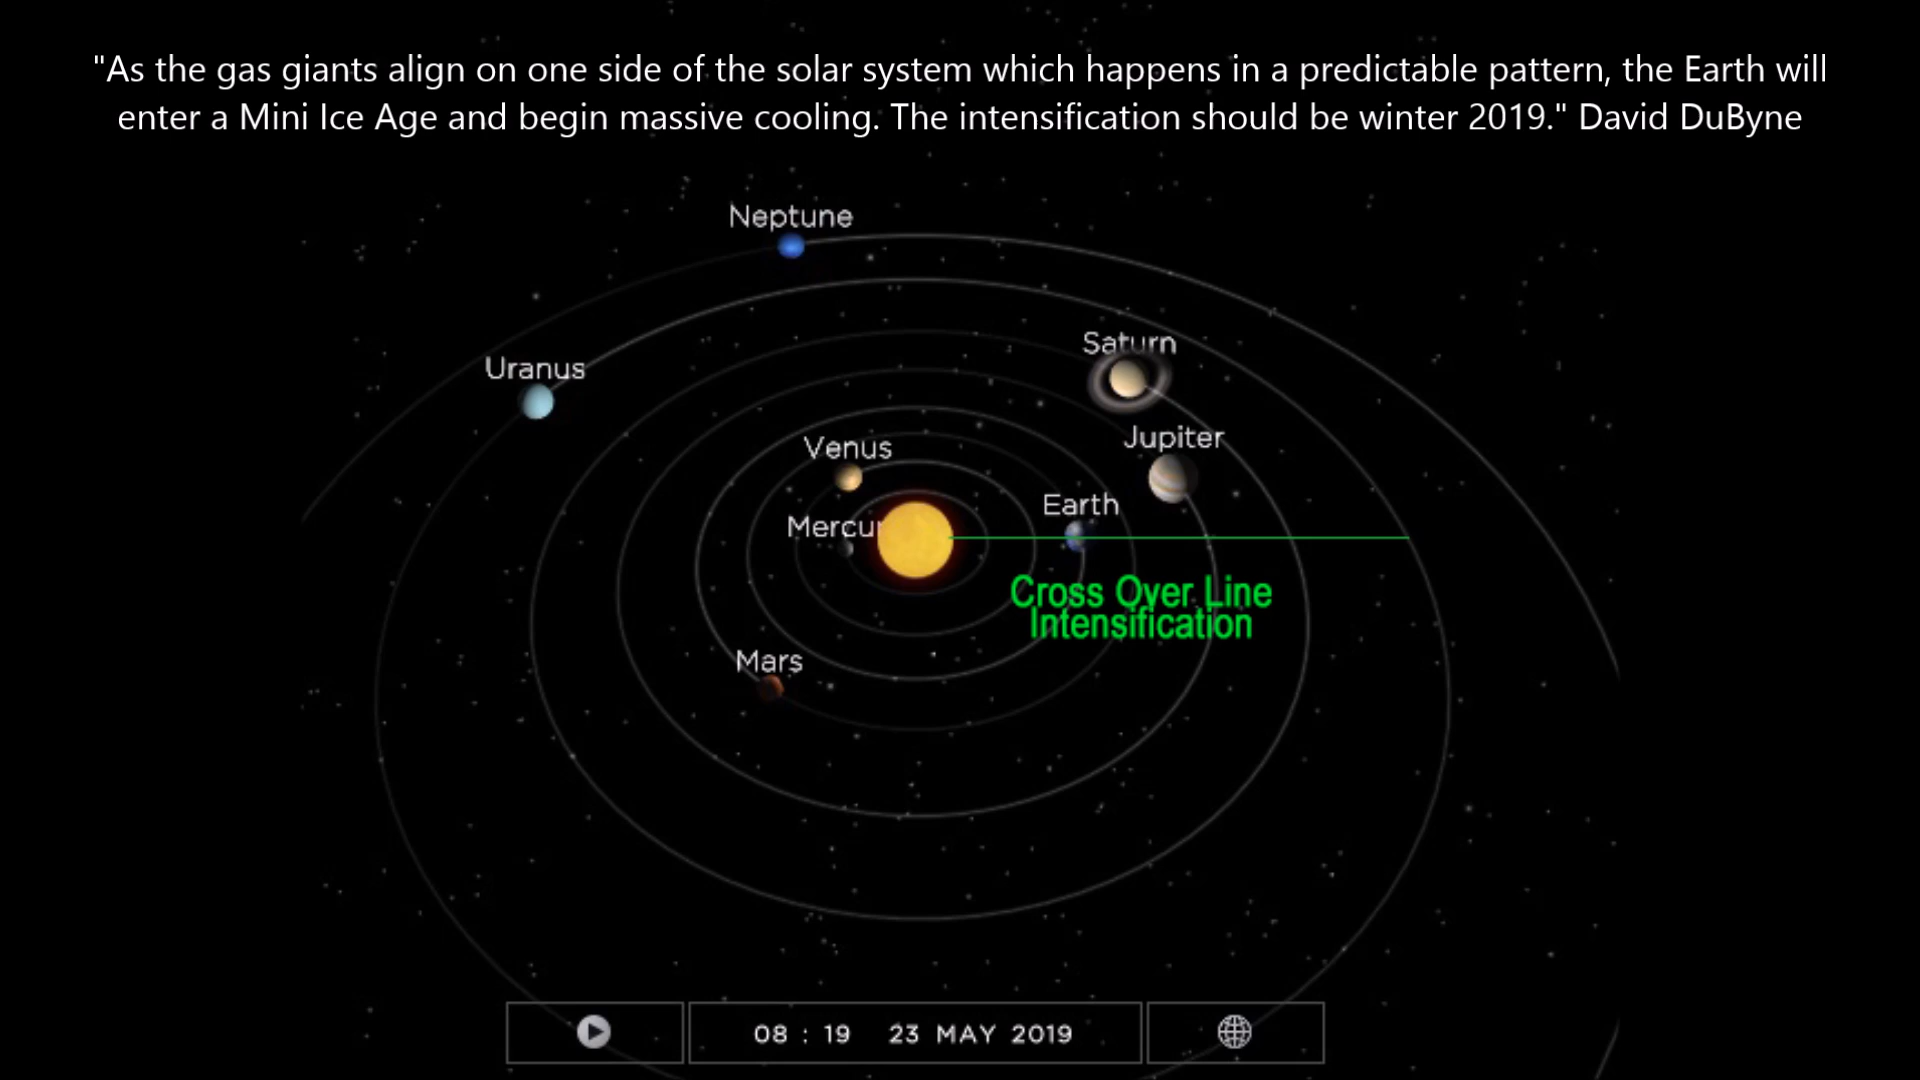 "As the gas giants align on one side of the solar system which happens in a predictable pattern, the Earth will
enter a Mini Ice Age and begin massive cooling. The intensification should be winter 2019." David DuByne
Neptune
Saturn
Uranus
Jupiter
Venus
Earth
Mercur
Cross Over Line
Intensification
Mars
08 : 19 23 MAY 2019